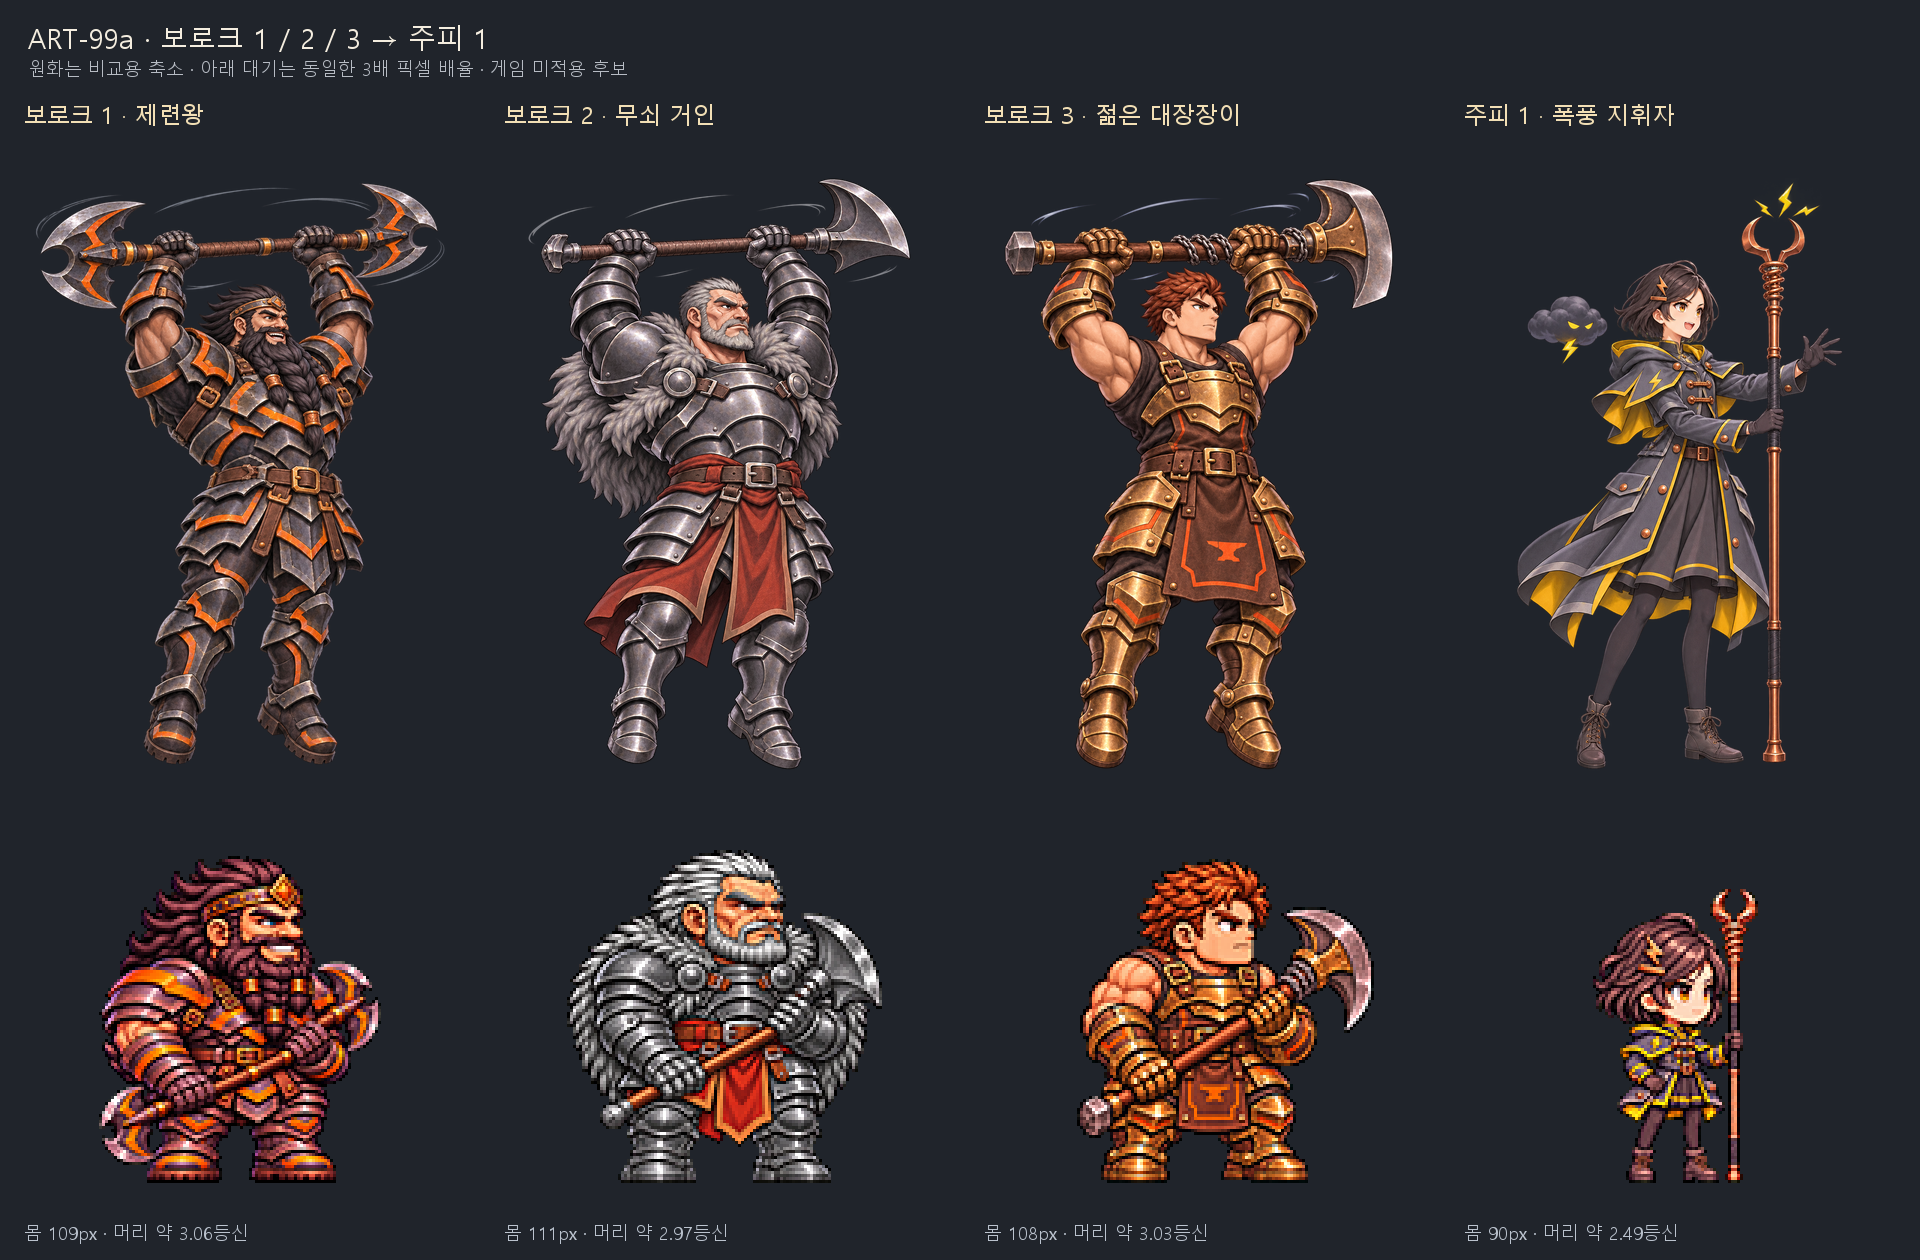 ART-99a · 보로크 1 / 2 / 3 → 주피 1
원화는 비교용 축소 · 아래 대기는 동일한 3배 픽셀 배율 · 게임 미적용 후보
보로크 1 · 제련왕
보로크 2 · 무쇠 거인
보로크 3 · 젊은 대장장이
주피 1 · 폭풍 지휘자
몸 109px · 머리 약 3.06등신
몸 111px · 머리 약 2.97등신
몸 108px · 머리 약 3.03등신
몸 90px · 머리 약 2.49등신